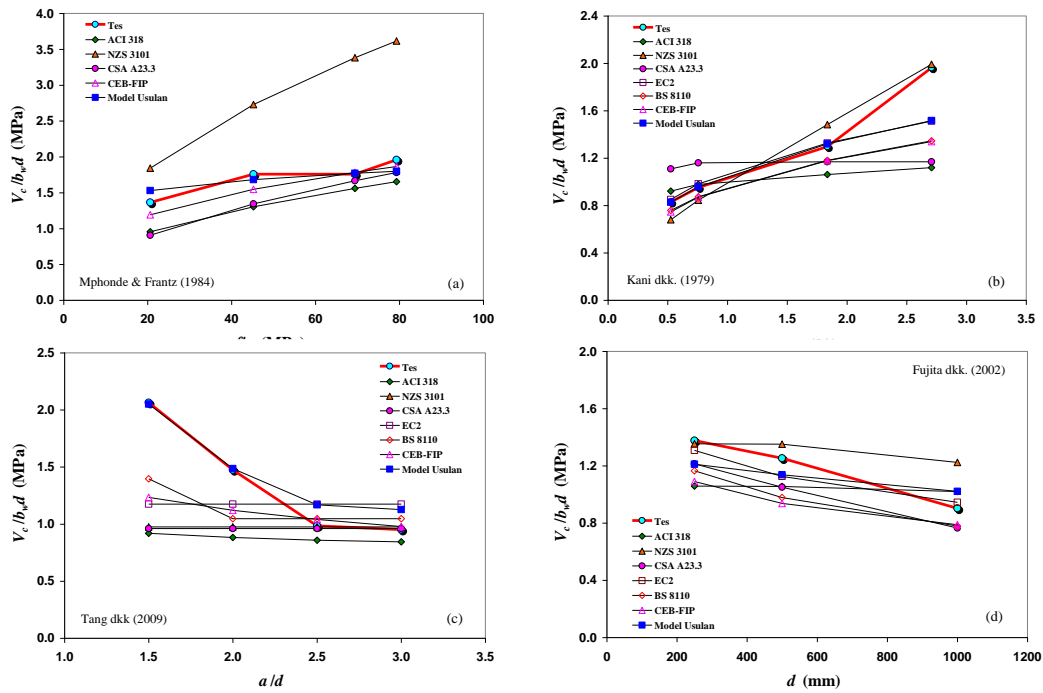 4.0
3.5
3.0
2.5
2.0
1.5
1.0
0.5
0.0
V_c /b_w d (MPa)
Tes
ACI 318
NZS 3101
CSA A23.3
CEB-FIP
Model Usulan
Mphonde & Frantz (1984)
(a)
0 20 40 60 80 100
2.4
2.0
1.6
1.2
0.8
0.4
0.0
V_c /b_w d (MPa)
Tes
ACI 318
NZS 3101
CSA A23.3
EC2
BS 8110
CEB-FIP
Model Usulan
Kani dkk. (1979)
(b)
0.0 0.5 1.0 1.5 2.0 2.5 3.0 3.5
2.5
2.0
1.5
1.0
0.5
0.0
V_c /b_w d (MPa)
Tes
ACI 318
NZS 3101
CSA A23.3
EC2
BS 8110
CEB-FIP
Model Usulan
Tang dkk (2009)
(c)
1.0 1.5 2.0 2.5 3.0 3.5
a /d
2.0
1.6
1.2
0.8
0.4
0.0
V_c /b_w d (MPa)
Fujita dkk. (2002)
Tes
ACI 318
NZS 3101
CSA A23.3
EC2
BS 8110
CEB-FIP
Model Usulan
(d)
0 200 400 600 800 1000 1200
d (mm)